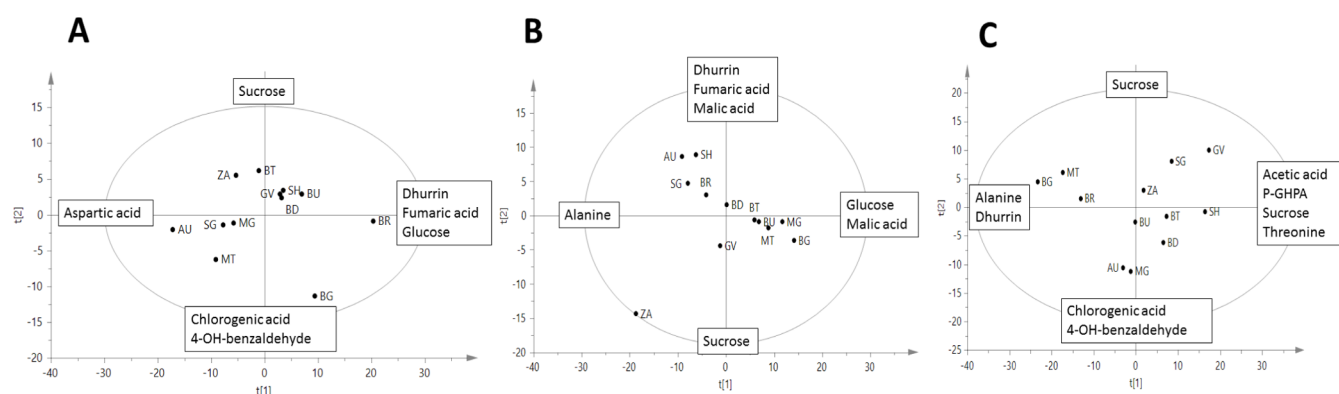 A
Sucrose
15
10
5
0
-5
-10
-15
-20
t[2]
ZA
BT
GV
SH
BU
BD
Aspartic acid
Dhurrin
Fumaric acid
Glucose
SG
MG
AU
BR
MT
BG
Chlorogenic acid
4-OH-benzaldehyde
-40
-30
-20
-10
0
10
20
30
t[1]
B
Dhurrin
Fumaric acid
Malic acid
15
10
5
0
-5
-10
-15
-20
t[2]
AU
SH
SG
BR
BD
BT
Alanine
Glucose
Malic acid
BU
MG
MT
BG
GV
ZA
Sucrose
-40
-30
-20
-10
0
10
20
30
t[1]
C
Sucrose
20
15
10
5
0
-5
-10
-15
-20
-25
t[2]
GV
SG
MT
BG
ZA
BR
Alanine
Dhurrin
Acetic acid
P-GHPA
Sucrose
Threonine
BU
BT
SH
BD
AU
MG
Chlorogenic acid
4-OH-benzaldehyde
-40
-30
-20
-10
0
10
20
30
t[1]